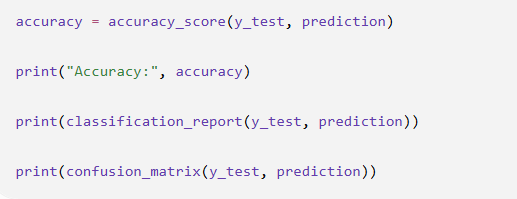 accuracy = accuracy_score(y_test, prediction)
print("Accuracy:", accuracy)
print(classification_report(y_test, prediction))
print(confusion_matrix(y_test, prediction))